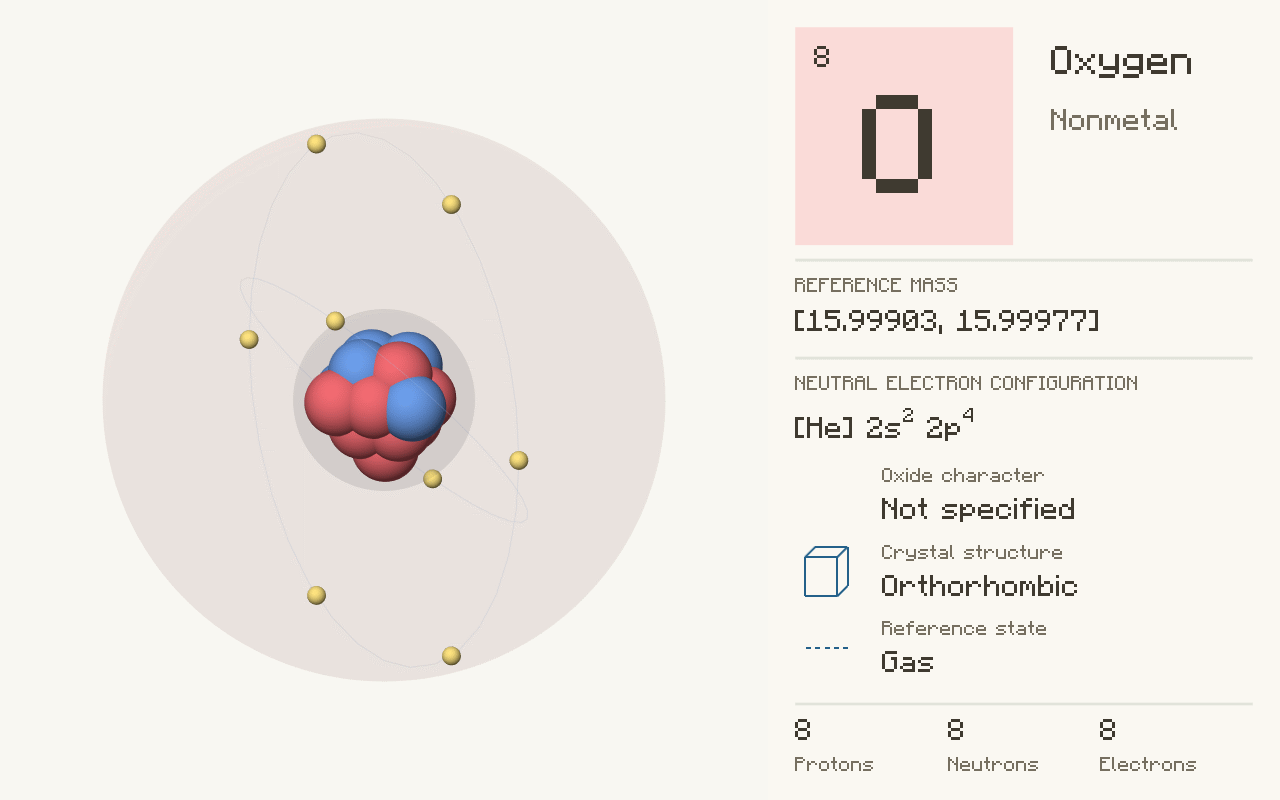 8
O
Oxygen
Nonmetal
REFERENCE MASS
[15.99903, 15.99977]
NEUTRAL ELECTRON CONFIGURATION
[He] 2s² 2p⁴
Oxide character
Not specified
Crystal structure
Orthorhombic
Reference state
Gas
8 8 8
Protons Neutrons Electrons